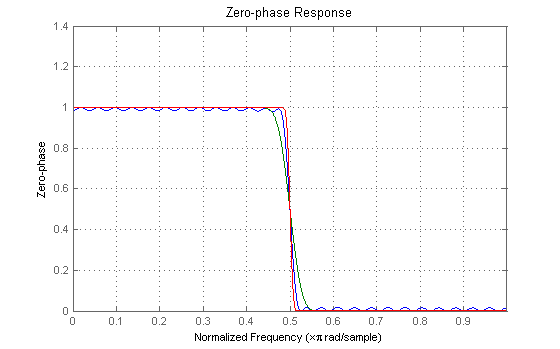 Zero-phase Response
1.4
1.2
1
0.8
0.6
0.4
0.2
0
Zero-phase
0 0.1 0.2 0.3 0.4 0.5 0.6 0.7 0.8 0.9
Normalized Frequency (×π rad/sample)